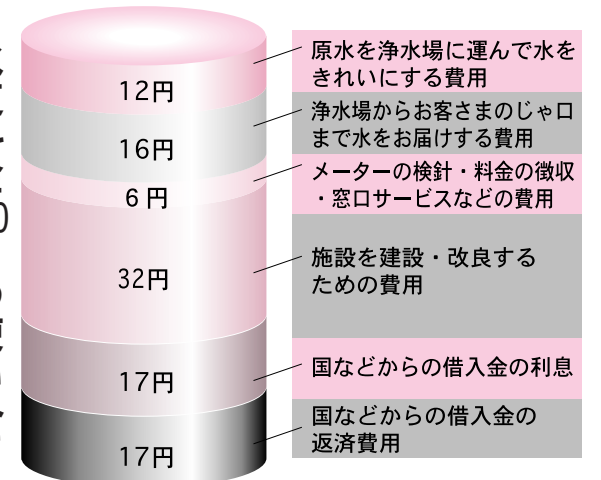 12円
原水を浄水場に運んで水を
きれいにする費用
16円
浄水場からお客さまのじゃ口
まで水をお届けする費用
6円
メーターの検針・料金の徴収
・窓口サービスなどの費用
32円
施設を建設・改良する
ための費用
17円
国などからの借入金の利息
17円
国などからの借入金の
返済費用